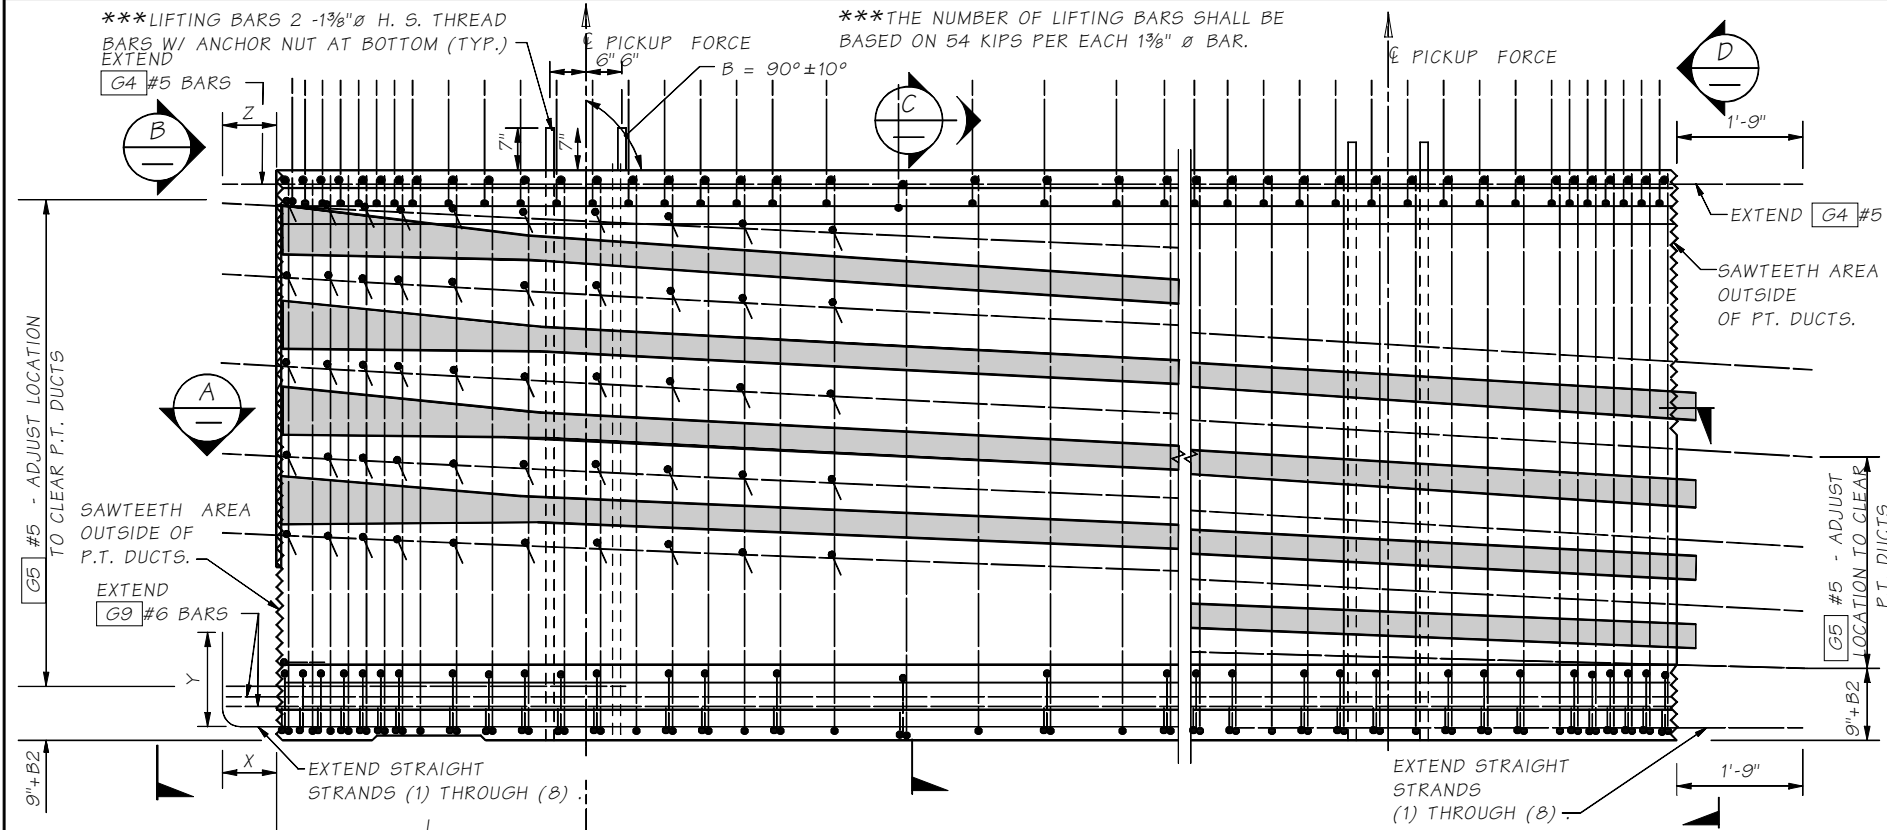 ***LIFTING BARS 2 -1⅜"ø H. S. THREAD
BARS W/ ANCHOR NUT AT BOTTOM (TYP.)
EXTEND
G4 #5 BARS
***THE NUMBER OF LIFTING BARS SHALL BE
BASED ON 54 KIPS PER EACH 1⅜" ø BAR.
℄ PICKUP FORCE
6" 6"
B = 90°±10°
℄ PICKUP FORCE
D
B
Z
C
7"
7"
1'-9"
EXTEND G4 #5
SAWTEETH AREA
OUTSIDE
OF PT. DUCTS.
G5 #5 - ADJUST LOCATION
TO CLEAR P.T. DUCTS
A
SAWTEETH AREA
OUTSIDE OF
P.T. DUCTS.
EXTEND
G9 #6 BARS
Y
X
9"+B2
EXTEND STRAIGHT
STRANDS (1) THROUGH (8) .
G5 #5 - ADJUST
LOCATION TO CLEAR
P.T. DUCTS
9"+B2
EXTEND STRAIGHT
STRANDS
(1) THROUGH (8) .
1'-9"